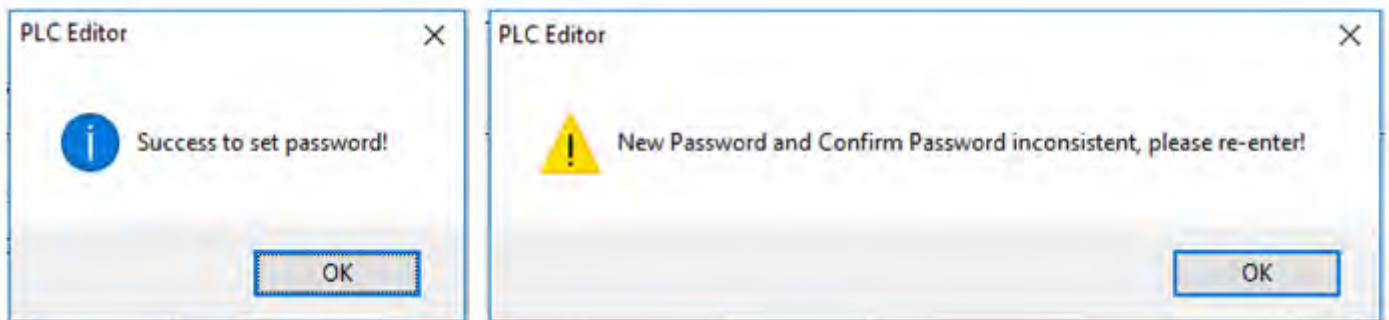 PLC Editor
Success to set password!
OK
PLC Editor
New Password and Confirm Password inconsistent, please re-enter!
OK